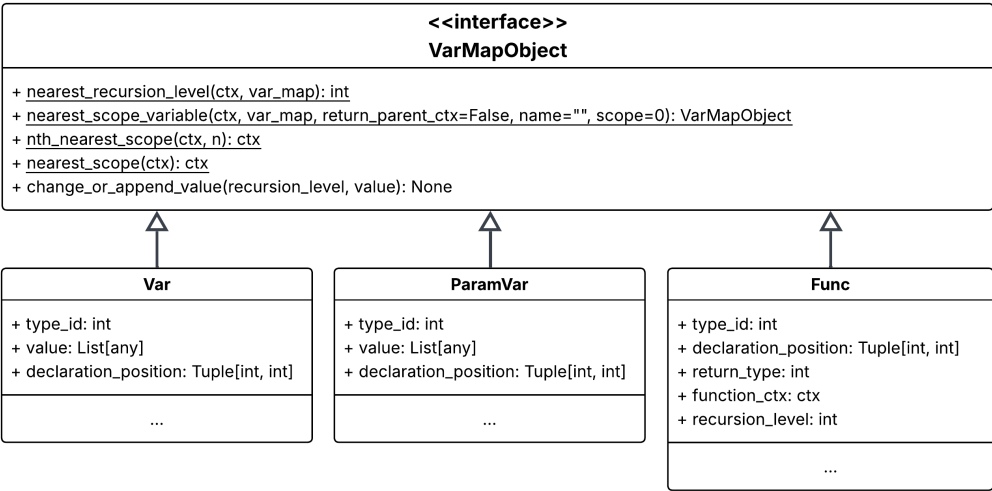 <<interface>>
VarMapObject
+ nearest_recursion_level(ctx, var_map): int
+ nearest_scope_variable(ctx, var_map, return_parent_ctx=False, name="", scope=0): VarMapObject
+ nth_nearest_scope(ctx, n): ctx
+ nearest_scope(ctx): ctx
+ change_or_append_value(recursion_level, value): None
Var
+ type_id: int
+ value: List[any]
+ declaration_position: Tuple[int, int]
...
ParamVar
+ type_id: int
+ value: List[any]
+ declaration_position: Tuple[int, int]
...
Func
+ type_id: int
+ declaration_position: Tuple[int, int]
+ return_type: int
+ function_ctx: ctx
+ recursion_level: int
...